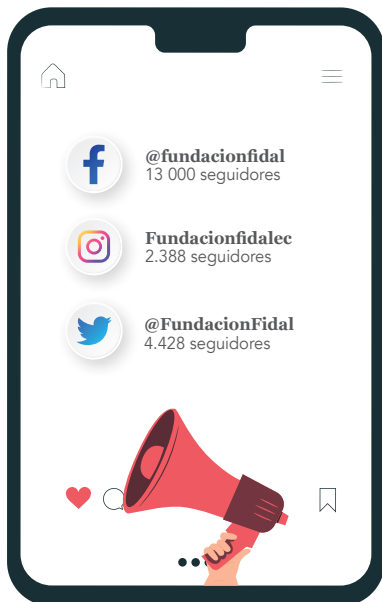 @fundacionfidal
13 000 seguidores
Fundacionfidalec
2.388 seguidores
@FundacionFidal
4.428 seguidores